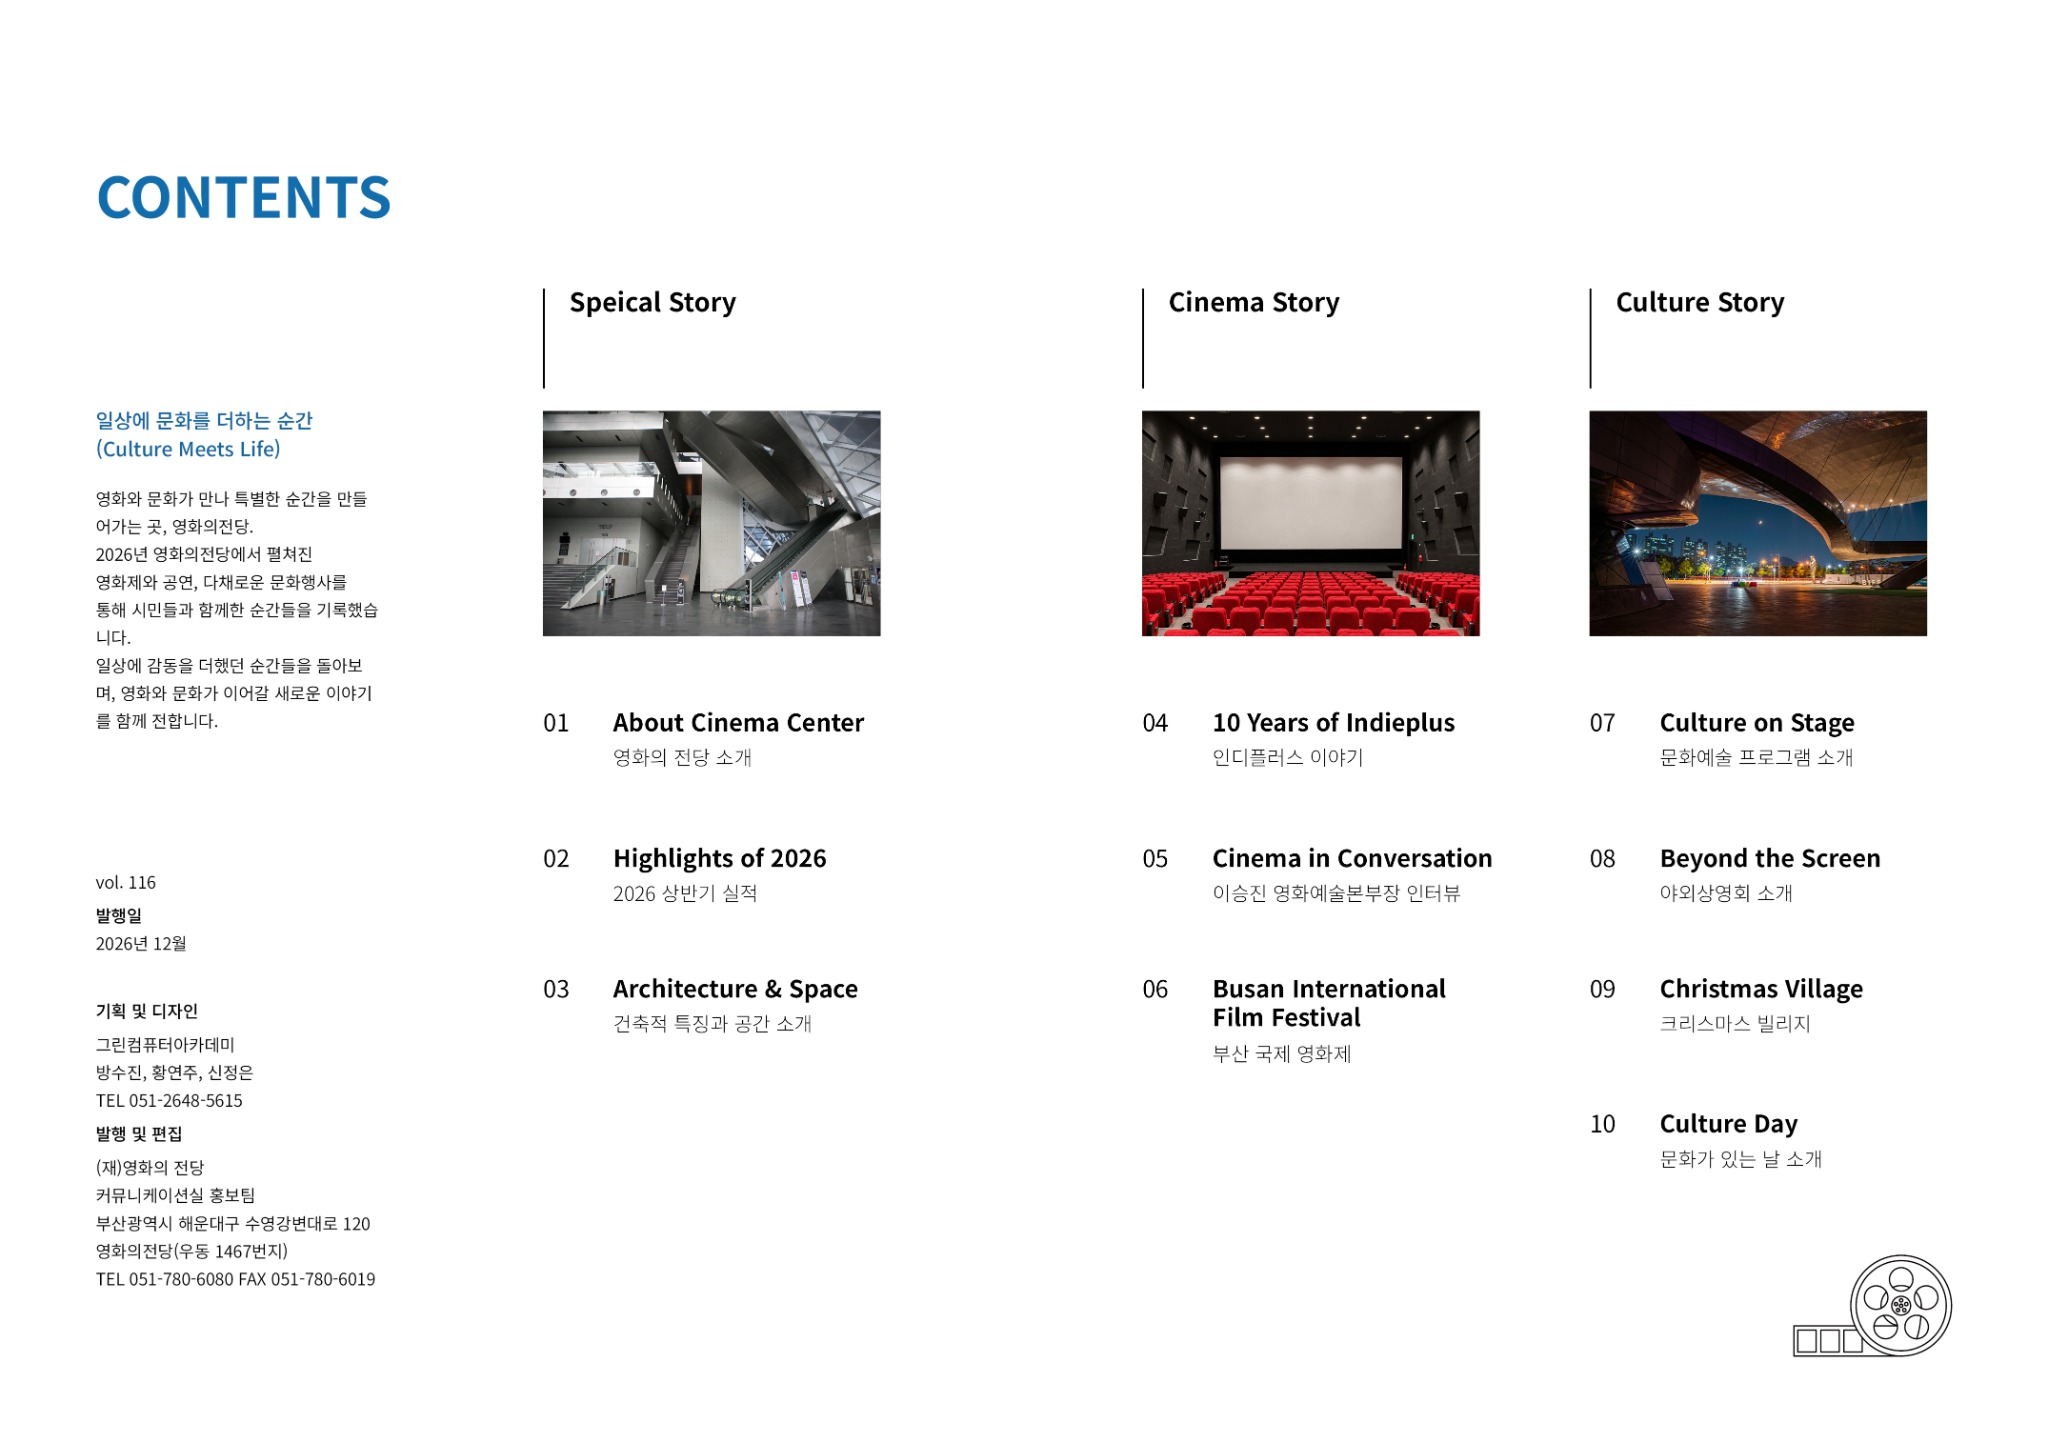 CONTENTS
일상에 문화를 더하는 순간
(Culture Meets Life)
영화와 문화가 만나 특별한 순간을 만들
어가는 곳, 영화의전당.
2026년 영화의전당에서 펼쳐진
영화제와 공연, 다채로운 문화행사를
통해 시민들과 함께한 순간들을 기록했습
니다.
일상에 감동을 더했던 순간들을 돌아보
며, 영화와 문화가 이어갈 새로운 이야기
를 함께 전합니다.
vol. 116
발행일
2026년 12월
기획 및 디자인
그린컴퓨터아카데미
방수진, 황연주, 신정은
TEL 051-2648-5615
발행 및 편집
(재)영화의 전당
커뮤니케이션실 홍보팀
부산광역시 해운대구 수영강변대로 120
영화의전당(우동 1467번지)
TEL 051-780-6080 FAX 051-780-6019
Speical Story
01 About Cinema Center
영화의 전당 소개
02 Highlights of 2026
2026 상반기 실적
03 Architecture & Space
건축적 특징과 공간 소개
Cinema Story
04 10 Years of Indieplus
인디플러스 이야기
05 Cinema in Conversation
이승진 영화예술본부장 인터뷰
06 Busan International
Film Festival
부산 국제 영화제
Culture Story
07 Culture on Stage
문화예술 프로그램 소개
08 Beyond the Screen
야외상영회 소개
09 Christmas Village
크리스마스 빌리지
10 Culture Day
문화가 있는 날 소개